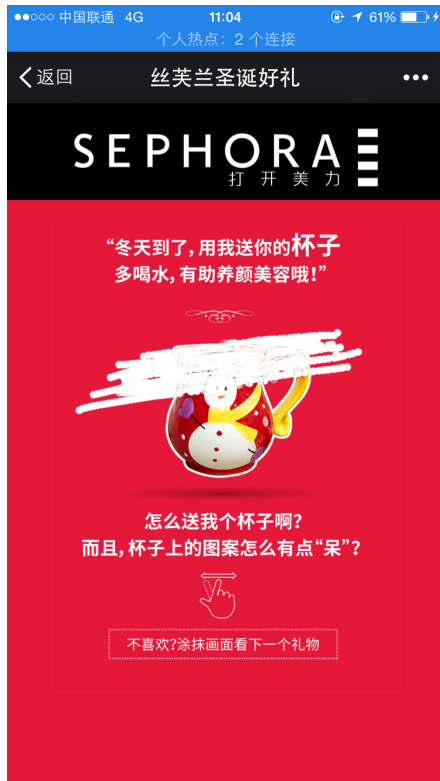 中国联通 4G 11:04 61%
个人热点：2 个连接
返回 丝芙兰圣诞好礼
SEPHORA
打开美力
“冬天到了，用我送你的杯子
多喝水，有助养颜美容哦！”
怎么送我个杯子啊？
而且，杯子上的图案怎么有点“呆”？
不喜欢？涂抹画面看下一个礼物